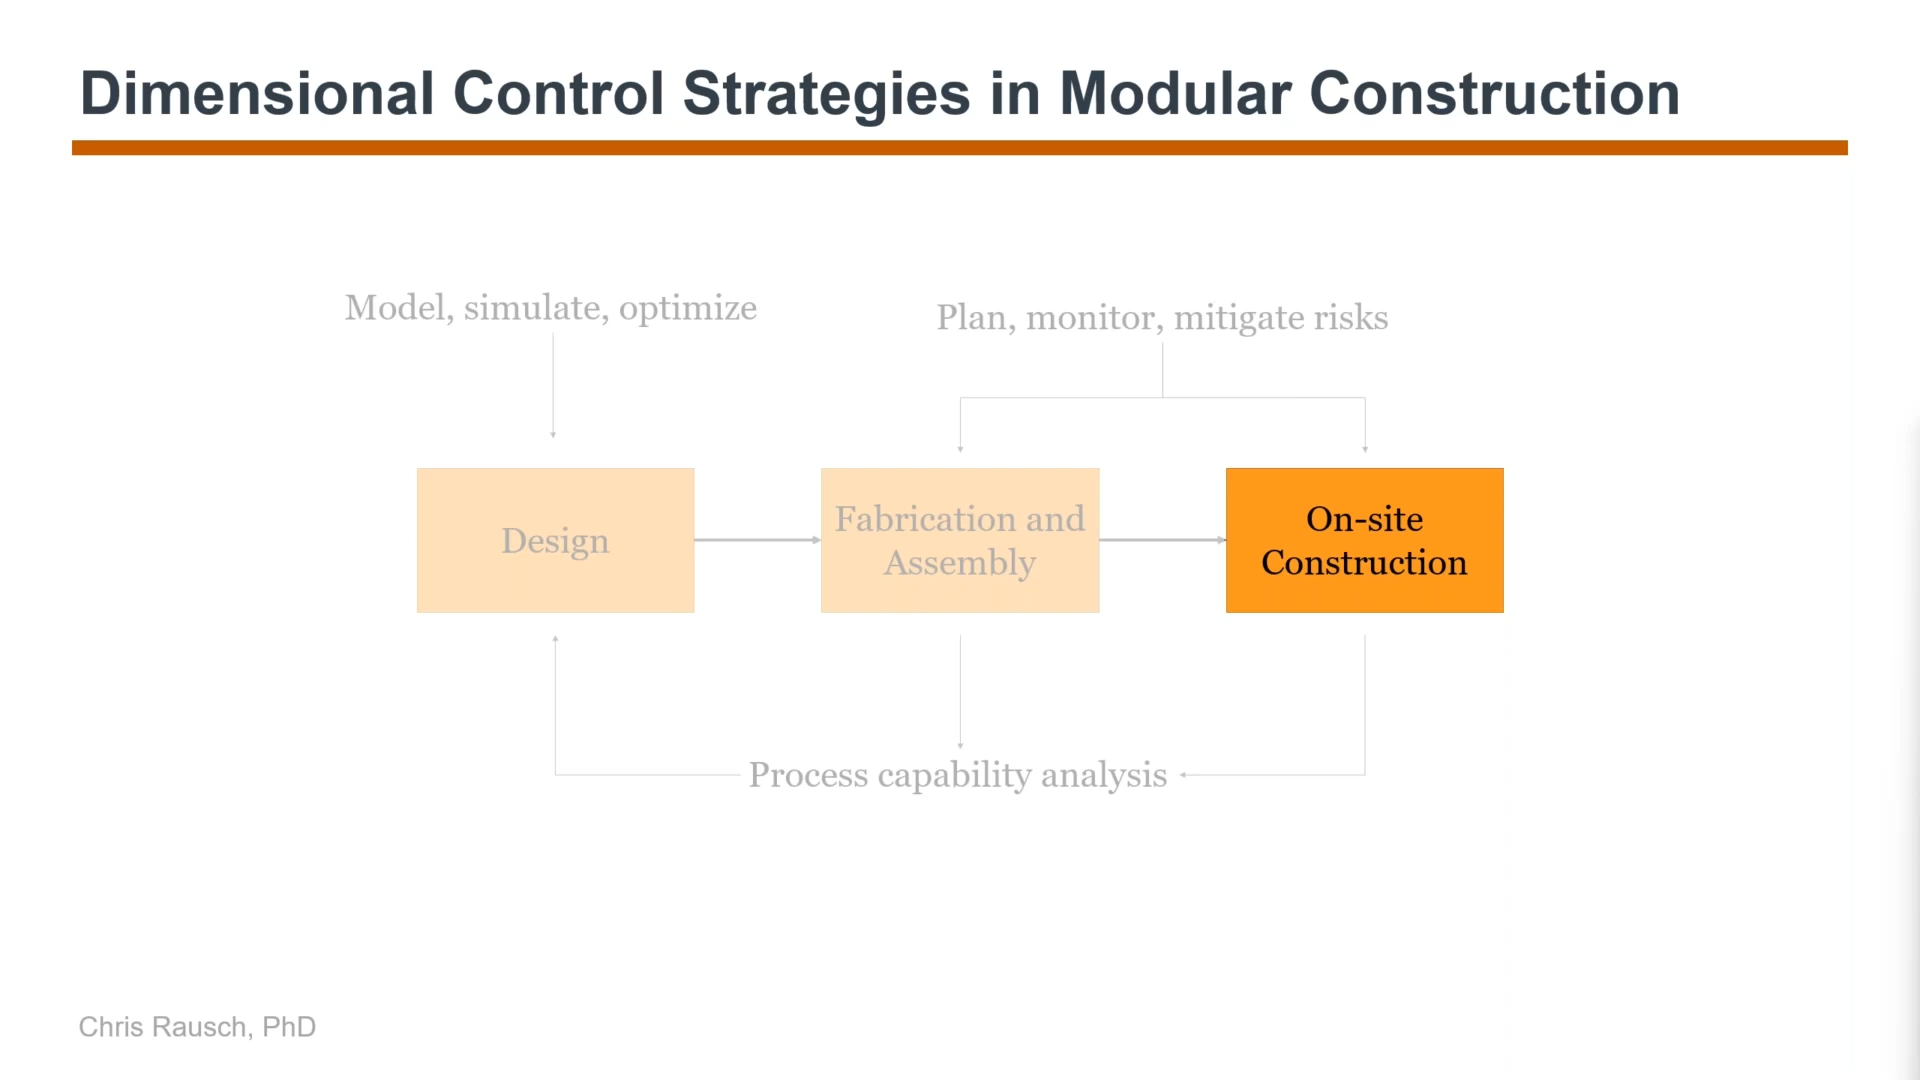 Dimensional Control Strategies in Modular Construction
Model, simulate, optimize
Plan, monitor, mitigate risks
Design
Fabrication and
Assembly
On-site
Construction
Process capability analysis
Chris Rausch, PhD